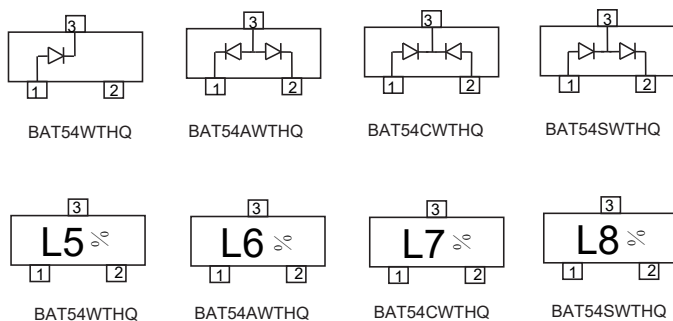 3 3 3 3
1 2 1 2 1 2 1 2
BAT54WTHQ BAT54AWTHQ BAT54CWTHQ BAT54SWTHQ
3 3 3 3
L5 % L6 % L7 % L8 %
1 2 1 2 1 2 1 2
BAT54WTHQ BAT54AWTHQ BAT54CWTHQ BAT54SWTHQ